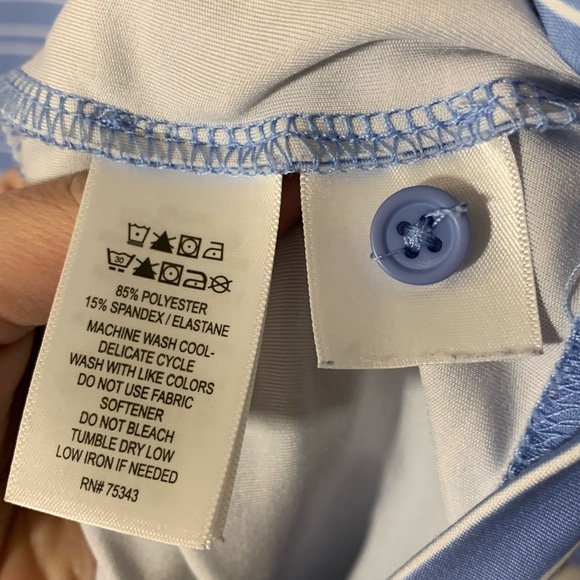 30
85% POLYESTER
15% SPANDEX / ELASTANE
MACHINE WASH COOL-
DELICATE CYCLE
WASH WITH LIKE COLORS
DO NOT USE FABRIC
SOFTENER
DO NOT BLEACH
TUMBLE DRY LOW
LOW IRON IF NEEDED
RN# 75343